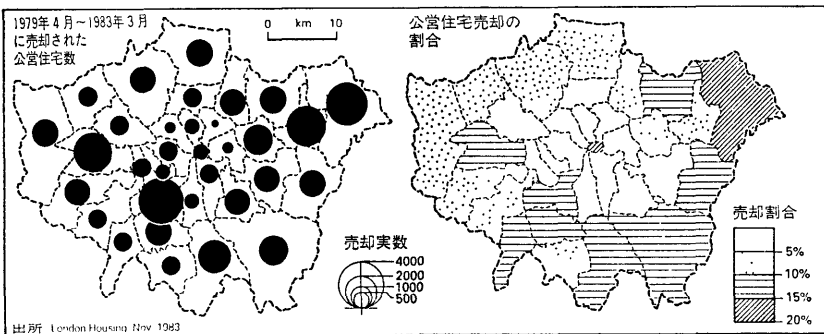 1979年4月～1983年3月
に売却された
公営住宅数
0 km 10
売却実数
4000
2000
1000
500
公営住宅売却の
割合
売却割合
5%
10%
15%
20%
出所 London Housing Nov. 1983